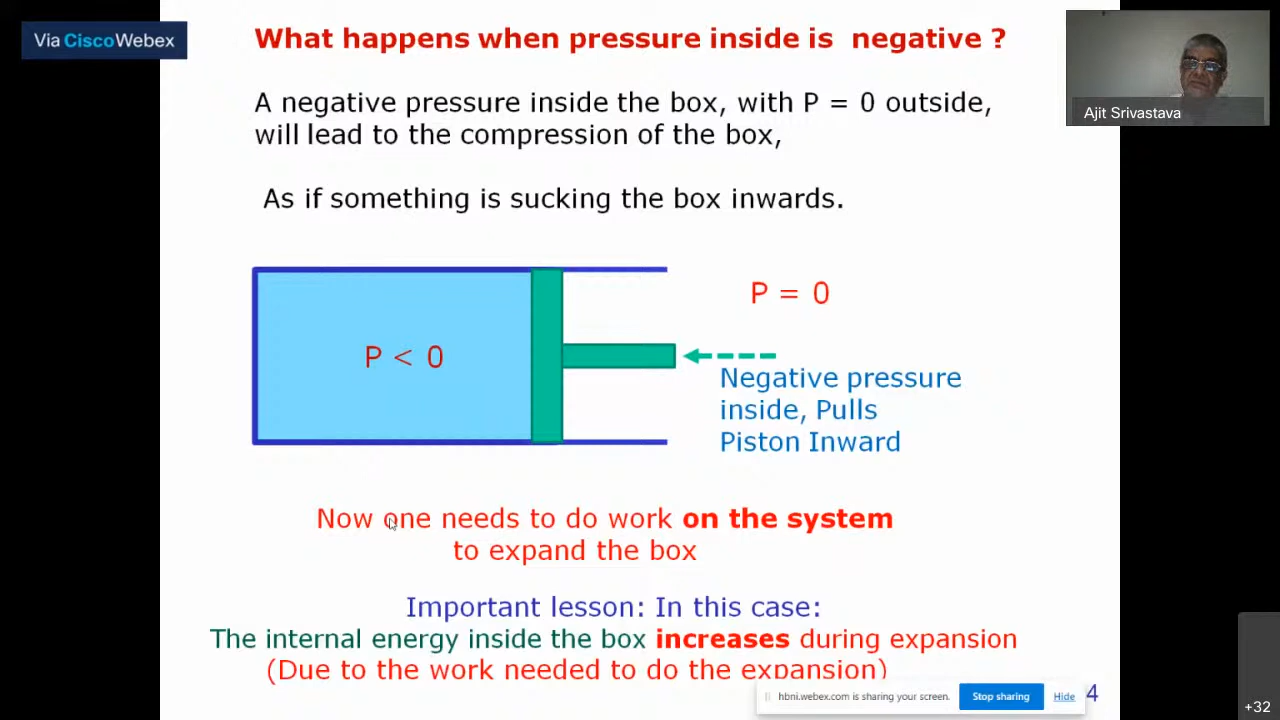 Via Cisco Webex
What happens when pressure inside is negative ?
Ajit Srivastava
A negative pressure inside the box, with P = 0 outside,
will lead to the compression of the box,
As if something is sucking the box inwards.
P = 0
P < 0
Negative pressure
inside, Pulls
Piston Inward
Now one needs to do work on the system
to expand the box
Important lesson: In this case:
The internal energy inside the box increases during expansion
(Due to the work needed to do the expansion)
hbni.webex.com is sharing your screen. Stop sharing Hide
4
+32